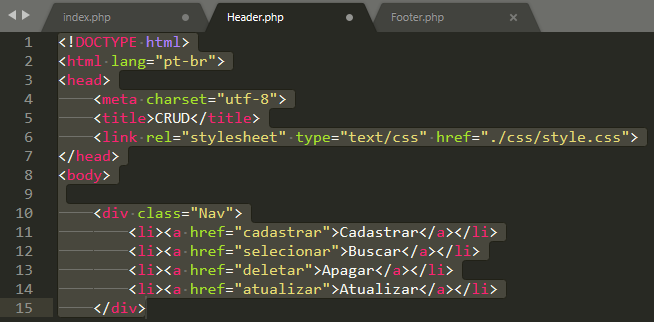 index.php
Header.php
Footer.php
1 <!DOCTYPE html>
2 <html lang="pt-br">
3 <head>
4 <meta charset="utf-8">
5 <title>CRUD</title>
6 <link rel="stylesheet" type="text/css" href="./css/style.css">
7 </head>
8 <body>
9
10 <div class="Nav">
11 <li><a href="cadastrar">Cadastrar</a></li>
12 <li><a href="selecionar">Buscar</a></li>
13 <li><a href="deletar">Apagar</a></li>
14 <li><a href="atualizar">Atualizar</a></li>
15 </div>